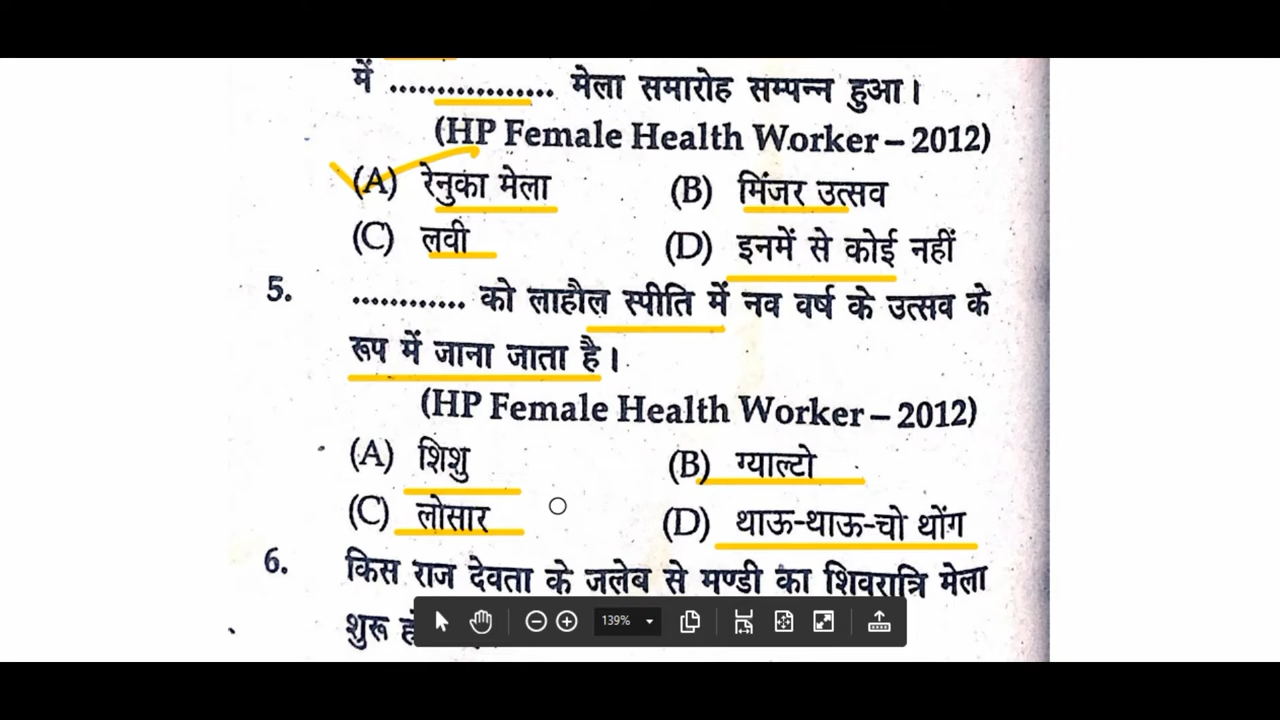 में .................. मेला समारोह सम्पन्न हुआ।
(HP Female Health Worker – 2012)
(A) रेनुका मेला (B) मिंजर उत्सव
(C) लवी (D) इनमें से कोई नहीं
5. ............. को लाहौल स्पीति में नव वर्ष के उत्सव के
रूप में जाना जाता है।
(HP Female Health Worker – 2012)
(A) शिशु (B) ग्याल्टो
(C) लोसार (D) थाऊ-थाऊ-चो थोंग
6. किस राज देवता के जलेब से मण्डी का शिवरात्रि मेला
शुरू
139%